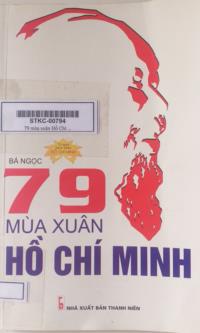 STKC-00794
79 mùa xuân Hồ Chí ...
BÁ NGỌC
79
MÙA XUÂN
HỒ CHÍ MINH
NHÀ XUẤT BẢN THANH NIÊN